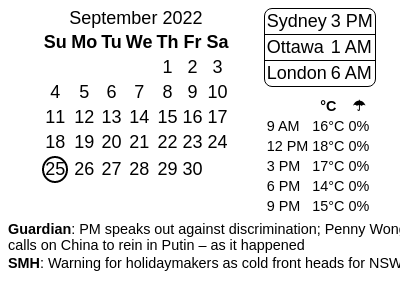 September 2022
Su Mo Tu We Th Fr Sa
1 2 3
4 5 6 7 8 9 10
11 12 13 14 15 16 17
18 19 20 21 22 23 24
25 26 27 28 29 30
Sydney 3 PM
Ottawa 1 AM
London 6 AM
°C ☂
9 AM 16°C 0%
12 PM 18°C 0%
3 PM 17°C 0%
6 PM 14°C 0%
9 PM 15°C 0%
Guardian: PM speaks out against discrimination; Penny Wong
calls on China to rein in Putin – as it happened
SMH: Warning for holidaymakers as cold front heads for NSW